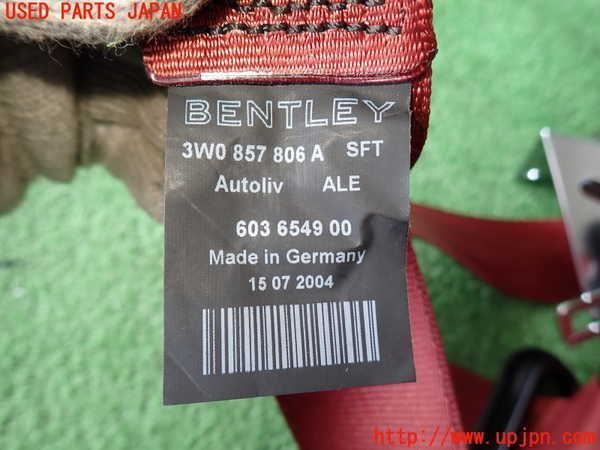 USED PARTS JAPAN
BENTLEY
3W0 857 806 A SFT
Autoliv ALE
603 6549 00
Made in Germany
15 07 2004
http://www.upjpn.com/